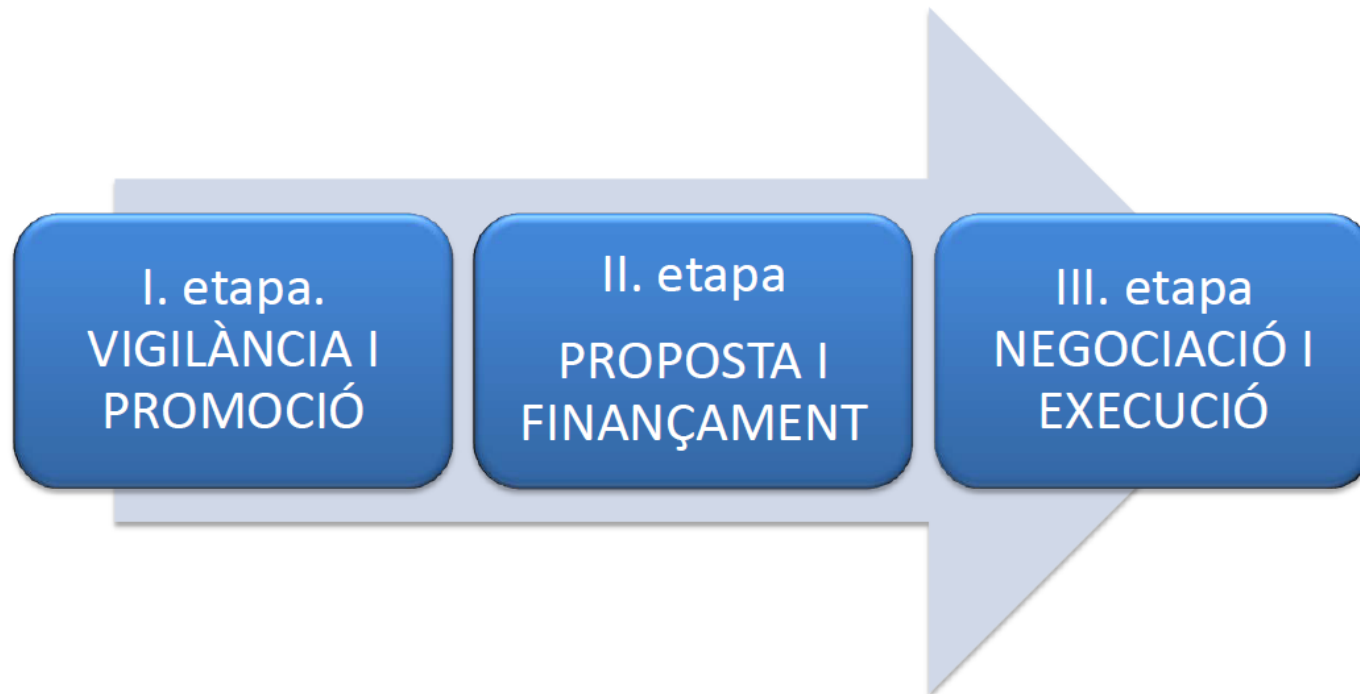 I. etapa.
VIGILÀNCIA I
PROMOCIÓ
II. etapa
PROPOSTA I
FINANÇAMENT
III. etapa
NEGOCIACIÓ I
EXECUCIÓ